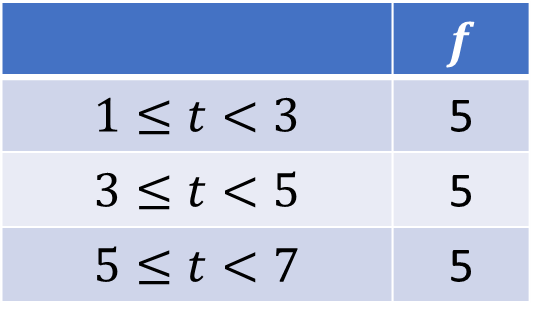 f
1 ≤ t < 3 5
3 ≤ t < 5 5
5 ≤ t < 7 5